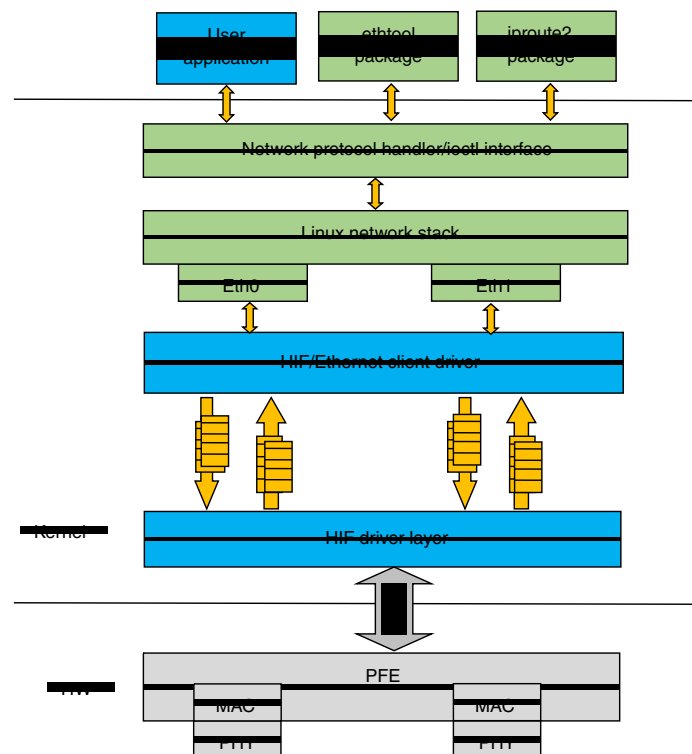 User
application
ethtool
package
iproute2
package
Network protocol handler/ioctl interface
Linux network stack
Eth0
Eth1
HIF/Ethernet client driver
Kernel
HIF driver layer
PFE
HW
MAC
MAC
PHY
PHY